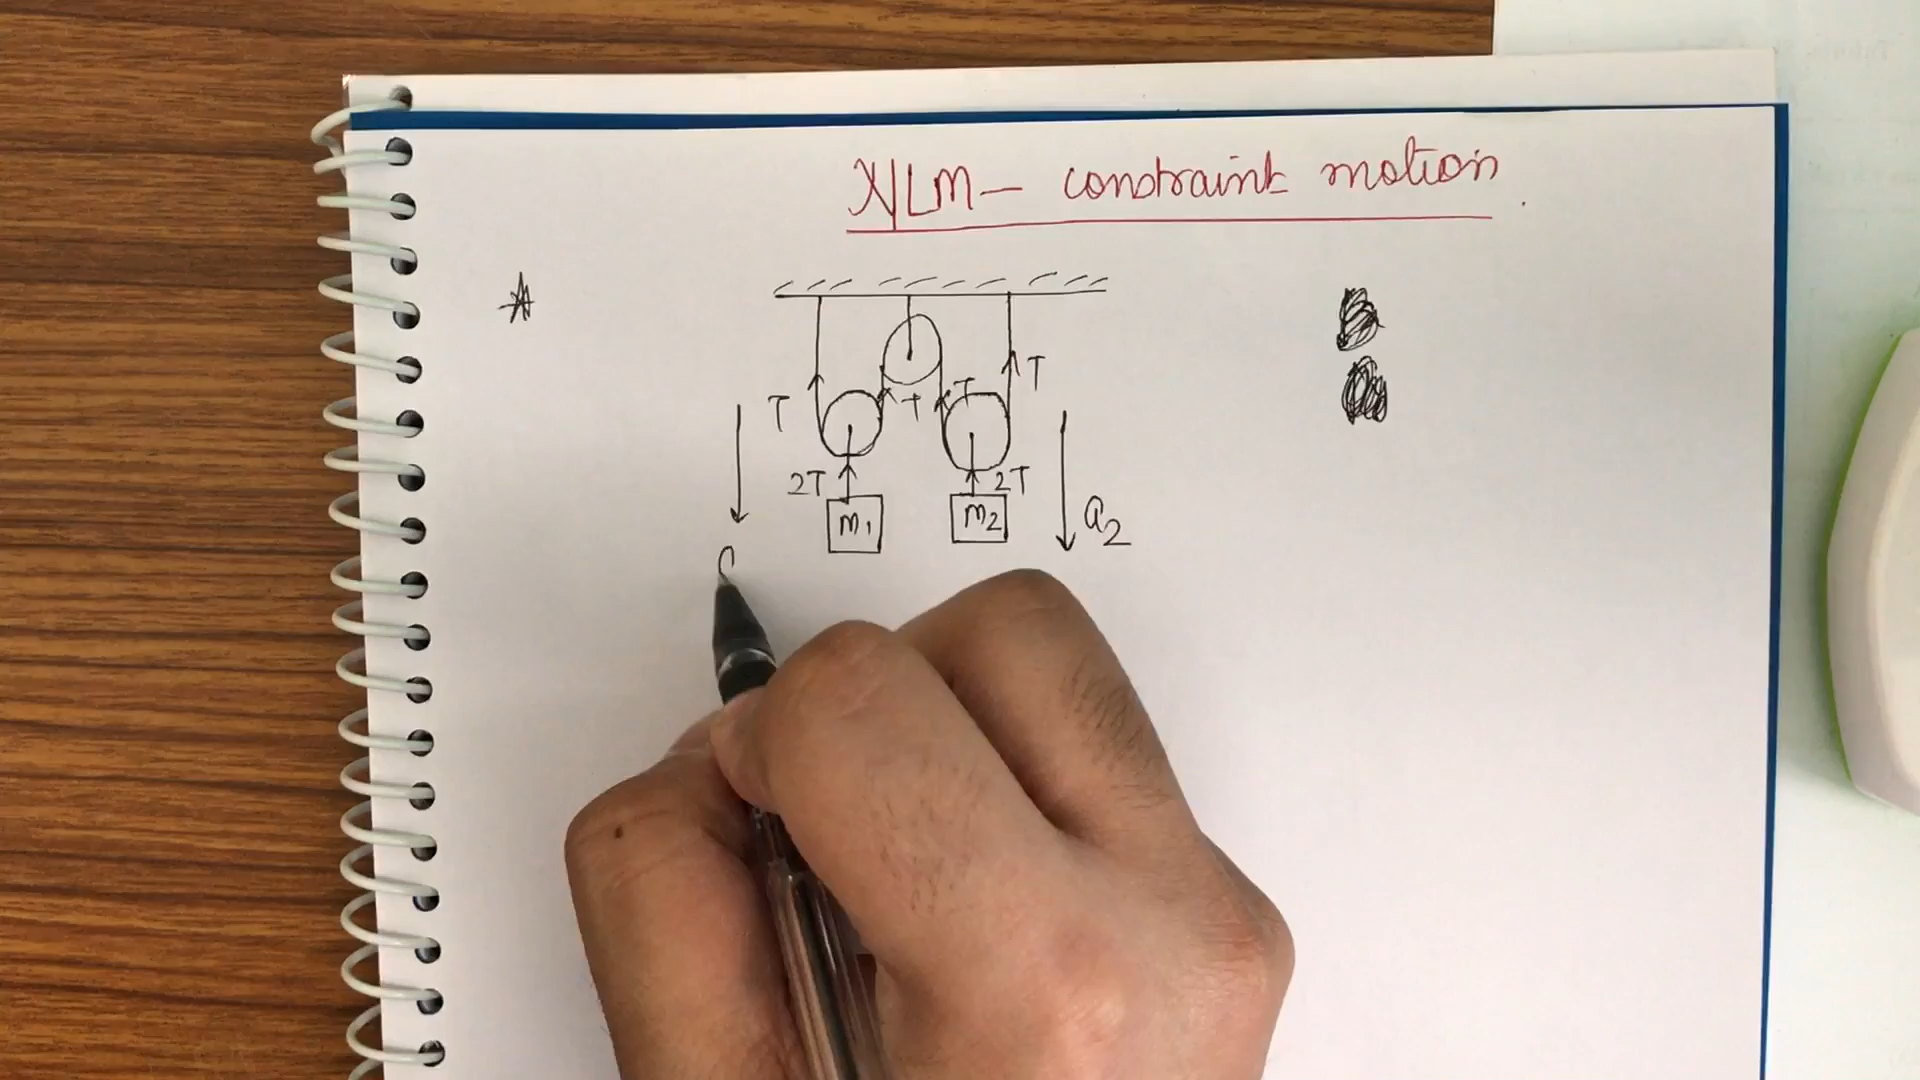 NLM - constraint motion.
T
T
T
T
2T
2T
m1
m2
a2